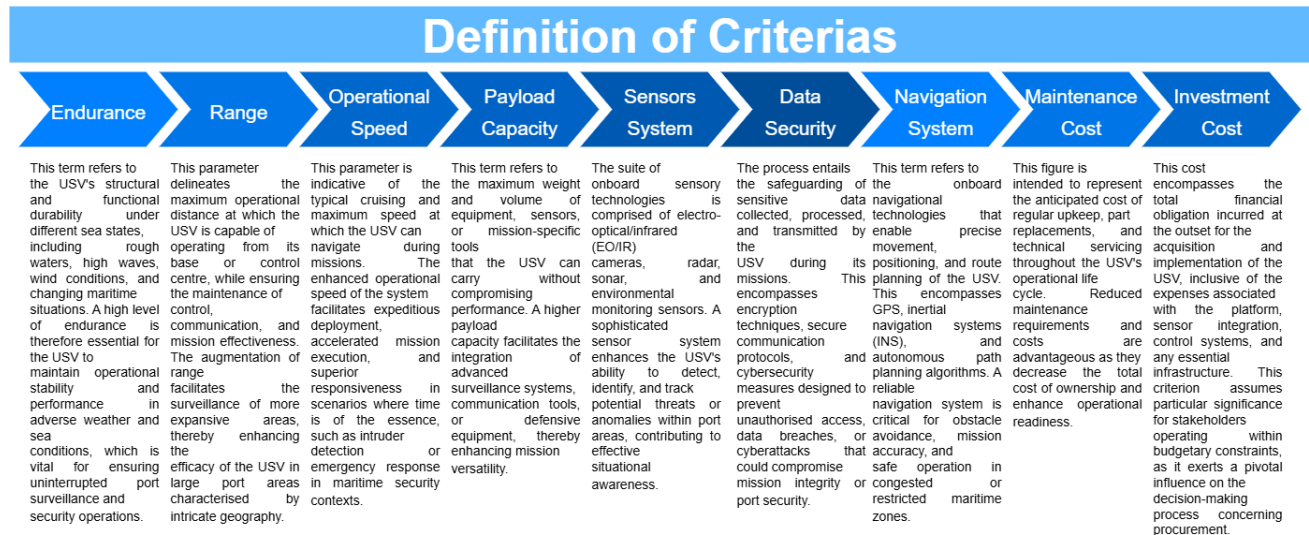 Definition of Criterias
Endurance
Range
Operational
Speed
Payload
Capacity
Sensors
System
Data
Security
Navigation
System
Maintenance
Cost
Investment
Cost
This term refers to
the USV's structural
and functional
durability under
different sea states,
including rough
waters, high waves,
wind conditions, and
changing maritime
situations. A high level
of endurance is
therefore essential for
the USV to
maintain operational
stability and
performance in
adverse weather and
sea
conditions, which is
vital for ensuring
uninterrupted port
surveillance and
security operations.
This parameter
delineates the
maximum operational
distance at which the
USV is capable of
operating from its
base or control
centre, while ensuring
the maintenance of
control,
communication, and
mission effectiveness.
The augmentation of
range
facilitates the
surveillance of more
expansive areas,
thereby enhancing
the
efficacy of the USV in
large port areas
characterised by
intricate geography.
This parameter is
indicative of the
typical cruising and
maximum speed at
which the USV can
navigate during
missions. The
enhanced operational
speed of the system
facilitates expeditious
deployment,
accelerated mission
execution, and
superior
responsiveness in
scenarios where time
is of the essence,
such as intruder
detection or
emergency response
in maritime security
contexts.
This term refers to
the maximum weight
and volume of
equipment, sensors,
or mission-specific
tools
that the USV can
carry without
compromising
performance. A higher
payload
capacity facilitates the
integration of
advanced
surveillance systems,
communication tools,
or defensive
equipment, thereby
enhancing mission
versatility.
The suite of
onboard sensory
technologies is
comprised of electro-
optical/infrared
(EO/IR)
cameras, radar,
sonar, and
environmental
monitoring sensors. A
sophisticated
sensor system
enhances the USV's
ability to detect,
identify, and track
potential threats or
anomalies within port
areas, contributing to
effective
situational
awareness.
The process entails
the safeguarding of
sensitive data
collected, processed,
and transmitted by
the
USV during its
missions. This
encompasses
encryption
techniques, secure
communication
protocols, and
cybersecurity
measures designed to
prevent
unauthorised access,
data breaches, or
cyberattacks that
could compromise
mission integrity or
port security.
This term refers to
the onboard
navigational
technologies that
enable precise
movement,
positioning, and route
planning of the USV.
This encompasses
GPS, inertial
navigation systems
(INS), and
autonomous path
planning algorithms. A
reliable
navigation system is
critical for obstacle
avoidance, mission
accuracy, and
safe operation in
congested or
restricted maritime
zones.
This figure is
intended to represent
the anticipated cost of
regular upkeep, part
replacements, and
technical servicing
throughout the USV's
operational life
cycle. Reduced
maintenance
requirements and
costs are
advantageous as they
decrease the total
cost of ownership and
enhance operational
readiness.
This cost
encompasses the
total financial
obligation incurred at
the outset for the
acquisition and
implementation of the
USV, inclusive of the
expenses associated
with the platform,
sensor integration,
control systems, and
any essential
infrastructure. This
criterion assumes
particular significance
for stakeholders
operating within
budgetary constraints,
as it exerts a pivotal
influence on the
decision-making
process concerning
procurement.